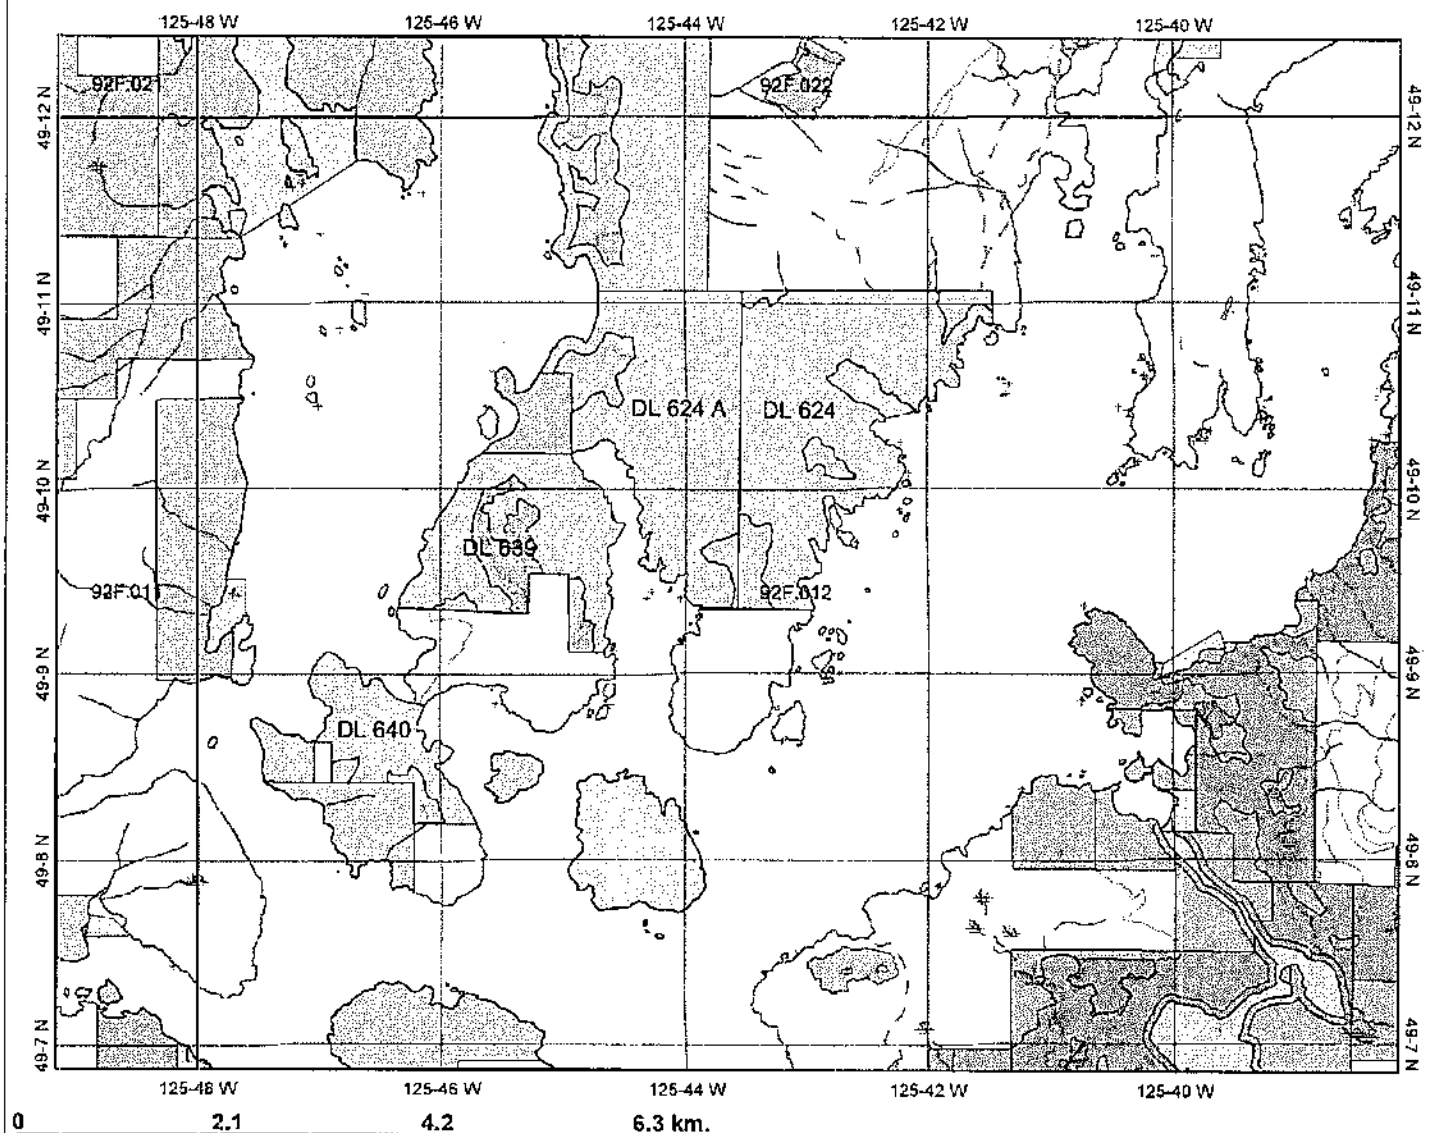 125-48 W 125-46 W 125-44 W 125-42 W 125-40 W
92F.021 92F.022
49-12 N 49-12 N
49-11 N 49-11 N
DL 624 A DL 624
49-10 N 49-10 N
DL 639
92F.011 92F.012
49-9 N 49-9 N
DL 640
49-8 N 49-8 N
49-7 N 49-7 N
125-48 W 125-46 W 125-44 W 125-42 W 125-40 W
0 2.1 4.2 6.3 km.